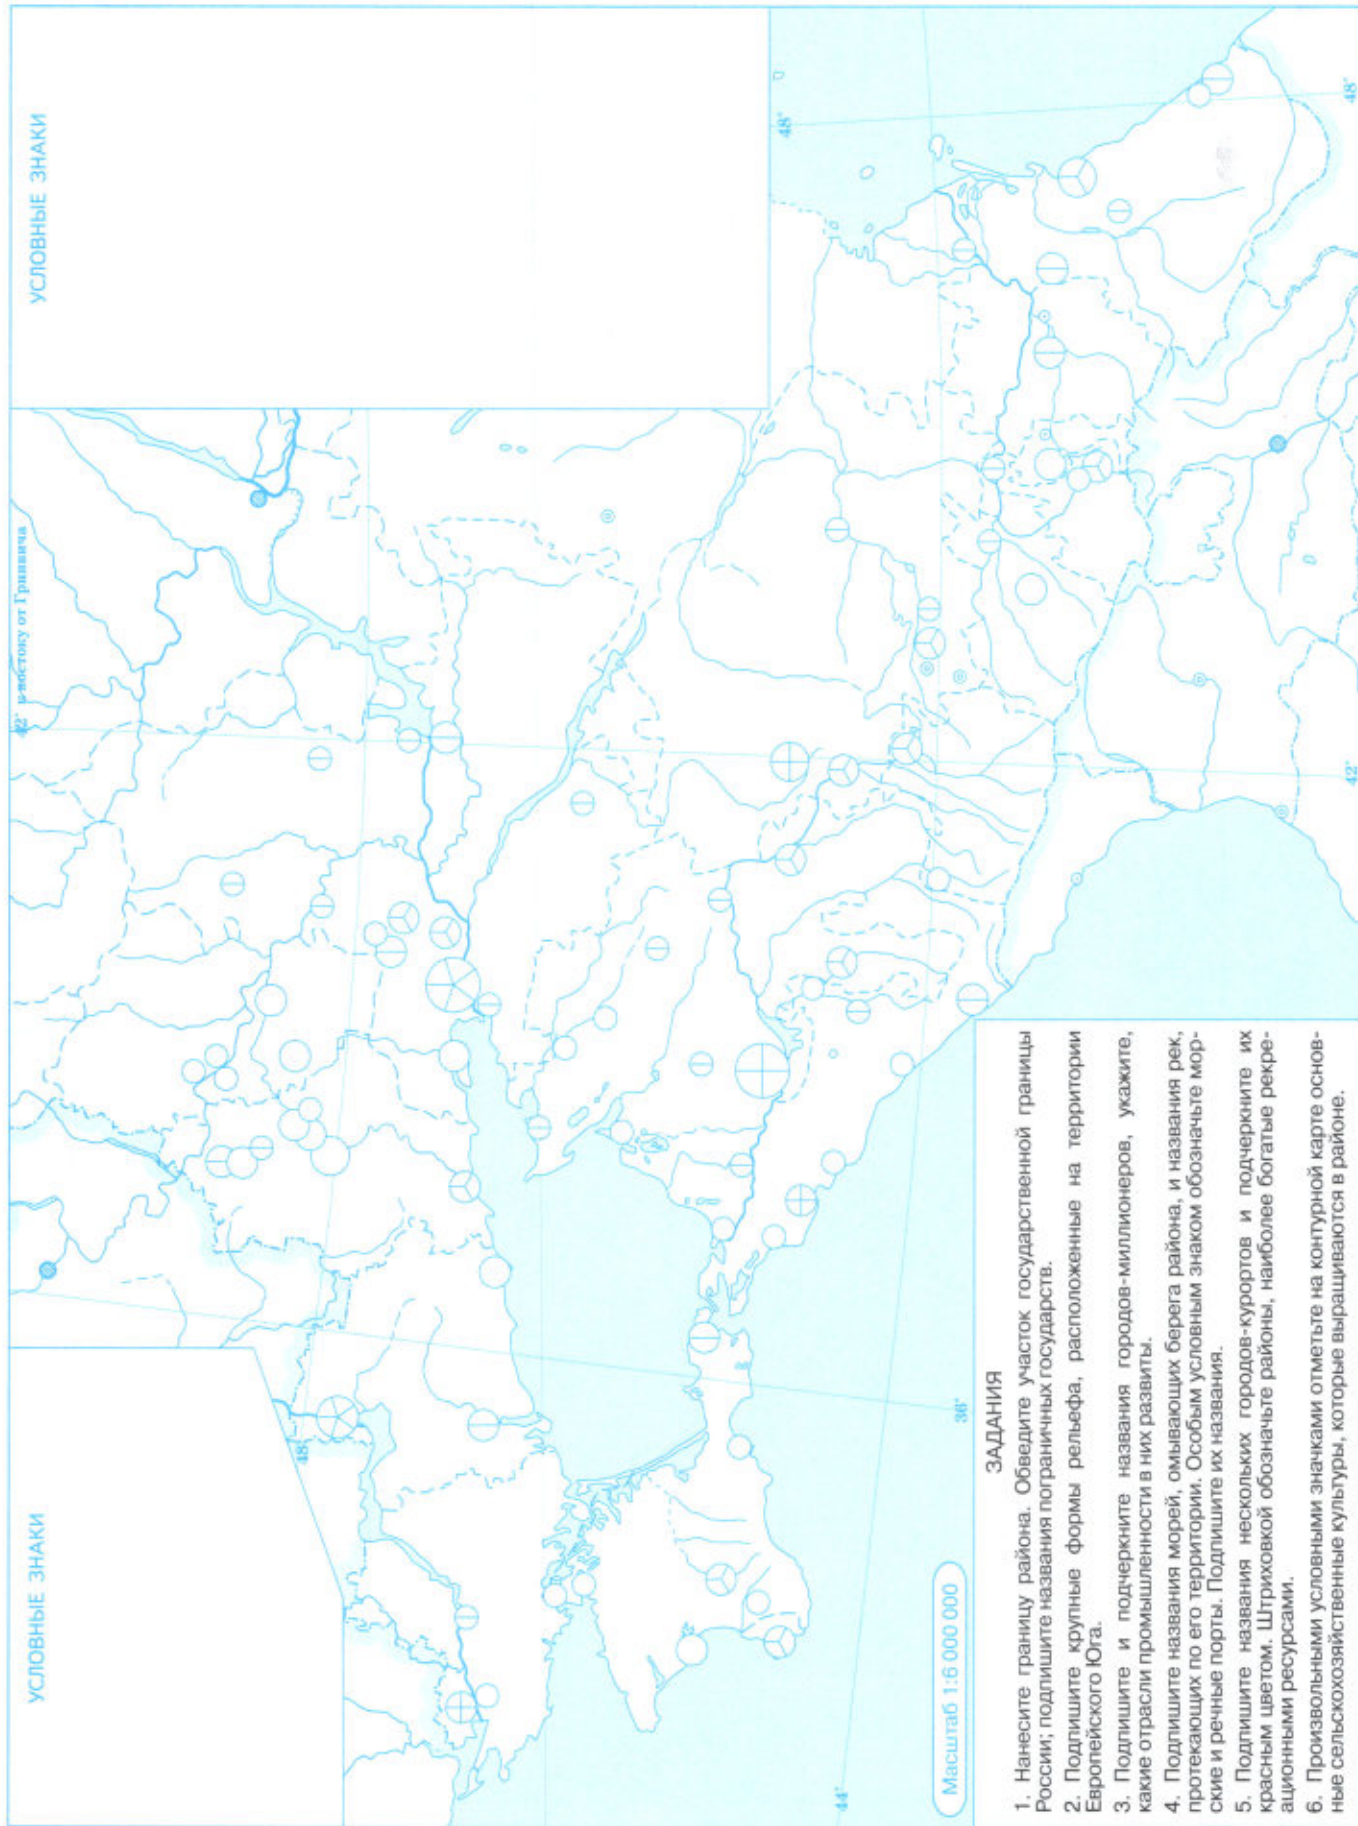 УСЛОВНЫЕ ЗНАКИ
УСЛОВНЫЕ ЗНАКИ
42° к востоку от Гринвича
48°
48°
42°
48°
36°
44°
Масштаб 1:6 000 000
ЗАДАНИЯ
1. Нанесите границу района. Обведите участок государственной границы
России; подпишите названия пограничных государств.
2. Подпишите крупные формы рельефа, расположенные на территории
Европейского Юга.
3. Подпишите и подчеркните названия городов-миллионеров, укажите,
какие отрасли промышленности в них развиты.
4. Подпишите названия морей, омывающих берега района, и названия рек,
протекающих по его территории. Особым условным знаком обозначьте мор-
ские и речные порты. Подпишите их названия.
5. Подпишите названия нескольких городов-курортов и подчеркните их
красным цветом. Штриховкой обозначьте районы, наиболее богатые рекре-
ационными ресурсами.
6. Произвольными условными значками отметьте на контурной карте основ-
ные сельскохозяйственные культуры, которые выращиваются в районе.